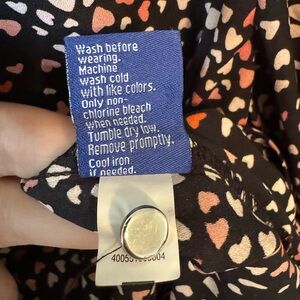 Wash before
wearing.
Machine
wash cold
with like colors.
Only non-
chlorine bleach
when needed.
Tumble dry low.
Remove promptly.
Cool iron
if needed.